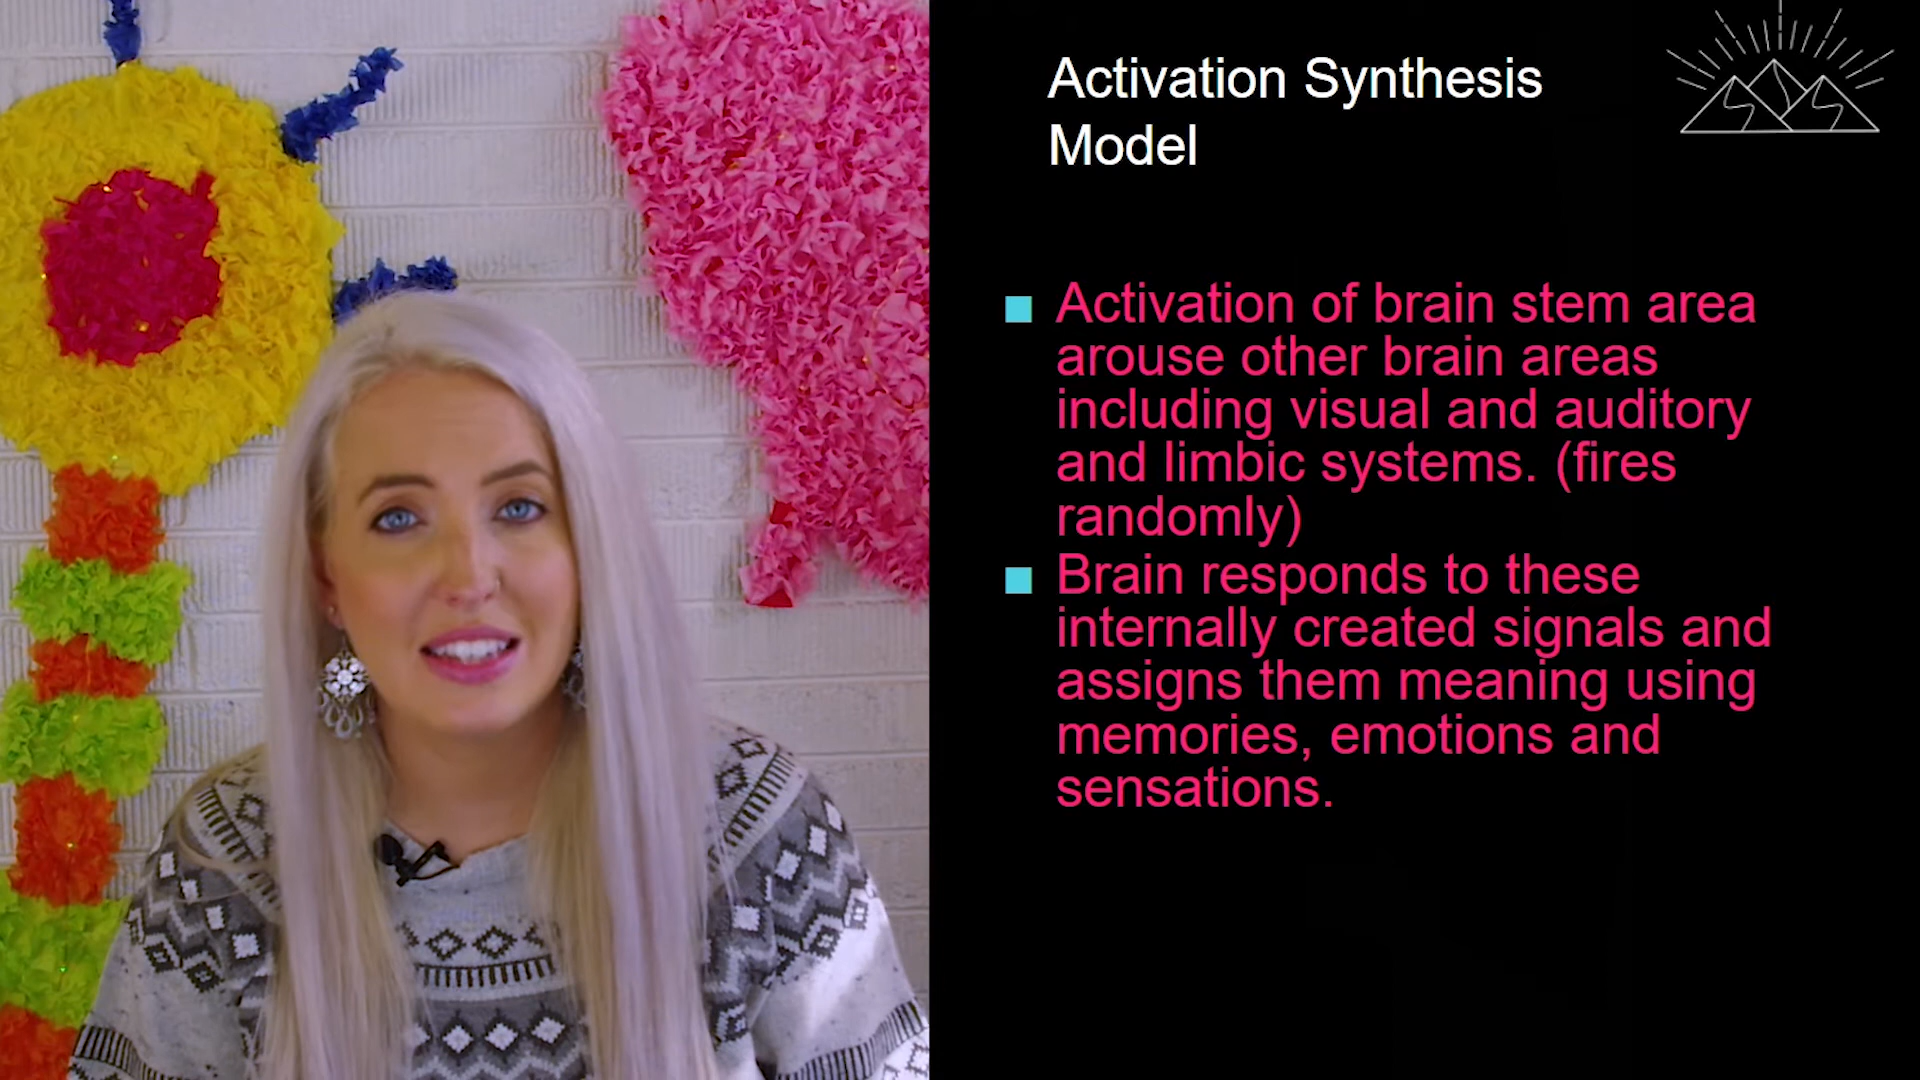 Activation Synthesis
Model
Activation of brain stem area
arouse other brain areas
including visual and auditory
and limbic systems. (fires
randomly)
Brain responds to these
internally created signals and
assigns them meaning using
memories, emotions and
sensations.